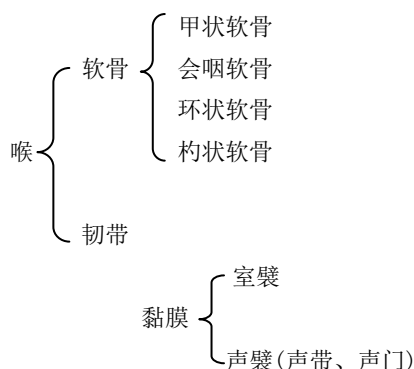 甲状软骨
软骨
会咽软骨
环状软骨
喉
杓状软骨
韧带
室襞
黏膜
声襞(声带、声门)